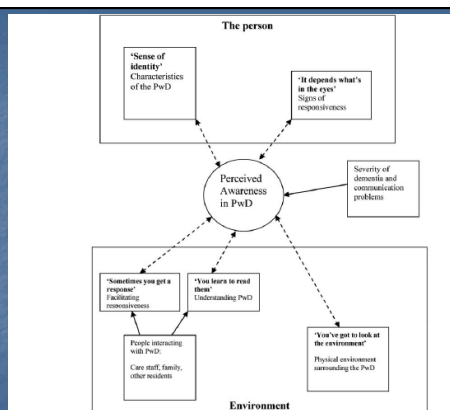 The person
'Sense of
identity'
Characteristics
of the PwD
'It depends what's
in the eyes'
Signs of
responsiveness
Perceived
Awareness
in PwD
Severity of
dementia and
communication
problems
'Sometimes you get a
response'
Facilitating
responsiveness
'You learn to read
them'
Understanding PwD
People interacting
with PwD:
Care staff, family,
other residents
'You've got to look at
the environment'
Physical environment
surrounding the PwD
Environment